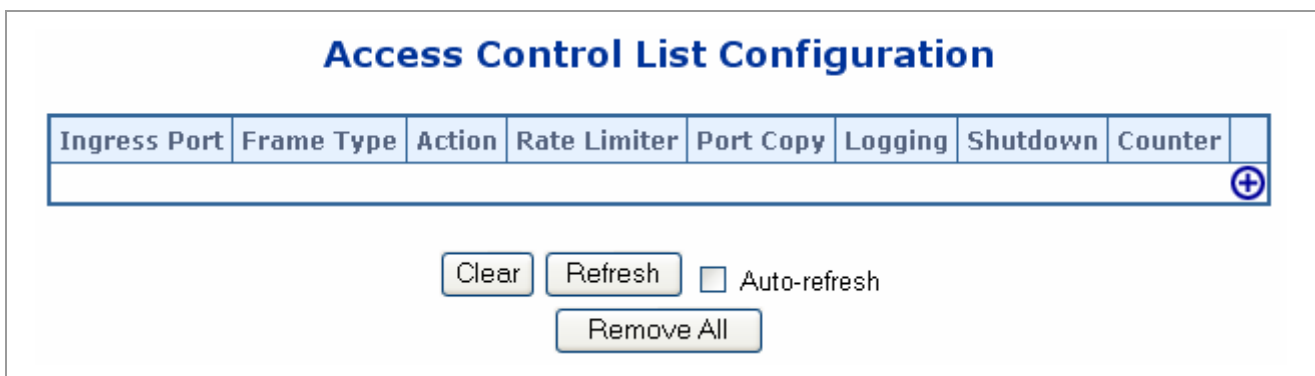 Access Control List Configuration
Ingress Port Frame Type Action Rate Limiter Port Copy Logging Shutdown Counter
Clear Refresh Auto-refresh
Remove All